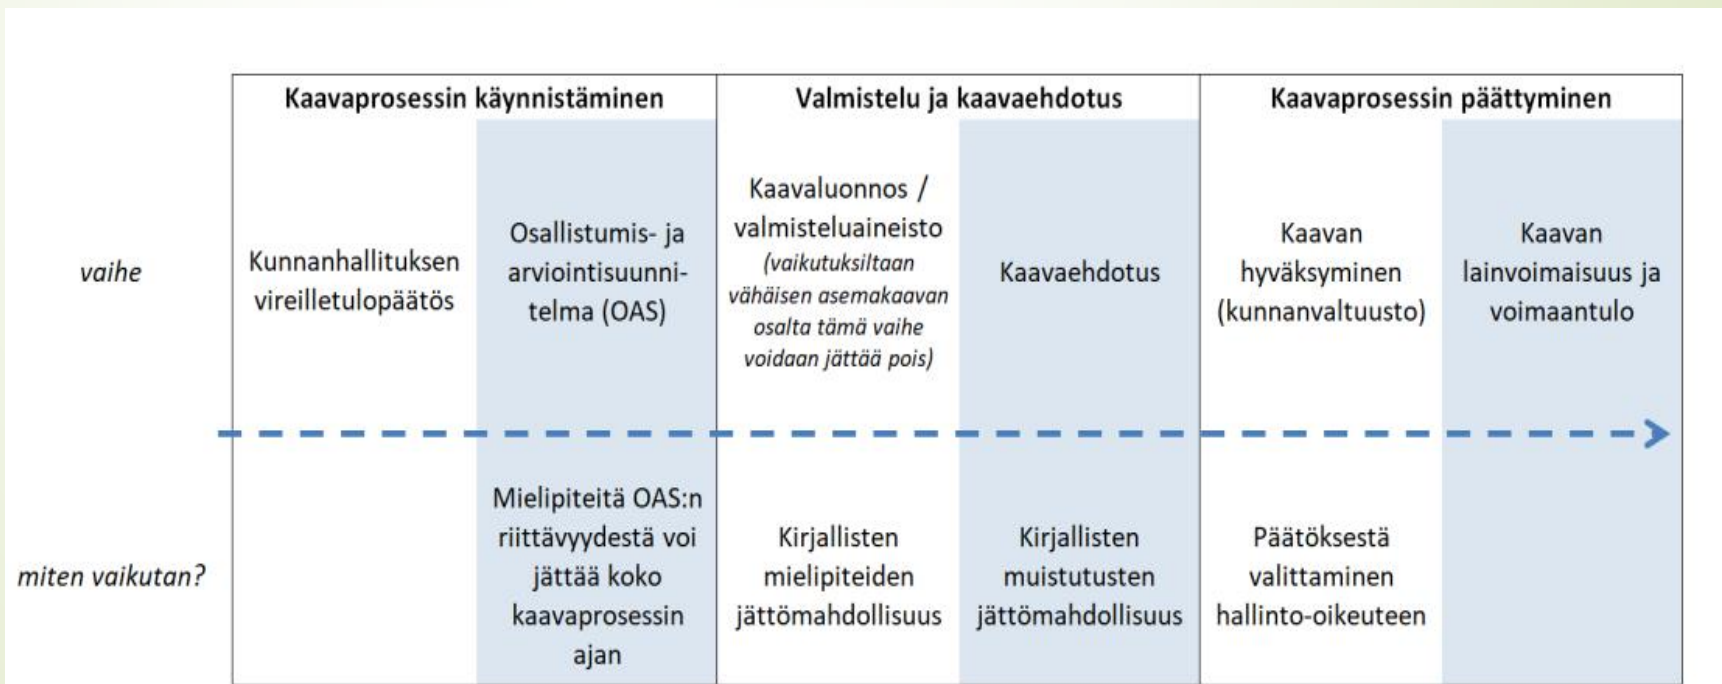 Kaavaprosessin käynnistäminen
Valmistelu ja kaavaehdotus
Kaavaprosessin päättyminen
vaihe
Kunnanhallituksen
vireilletulopäätös
Osallistumis- ja
arviointisuunni-
telma (OAS)
Kaavaluonnos /
valmisteluaineisto
(vaikutuksiltaan
vähäisen asemakaavan
osalta tämä vaihe
voidaan jättää pois)
Kaavaehdotus
Kaavan
hyväksyminen
(kunnanvaltuusto)
Kaavan
lainvoimaisuus ja
voimaantulo
miten vaikutan?
Mielipiteitä OAS:n
riittävyydestä voi
jättää koko
kaavaprosessin
ajan
Kirjallisten
mielipiteiden
jättömahdollisuus
Kirjallisten
muistutusten
jättömahdollisuus
Päätöksestä
valittaminen
hallinto-oikeuteen